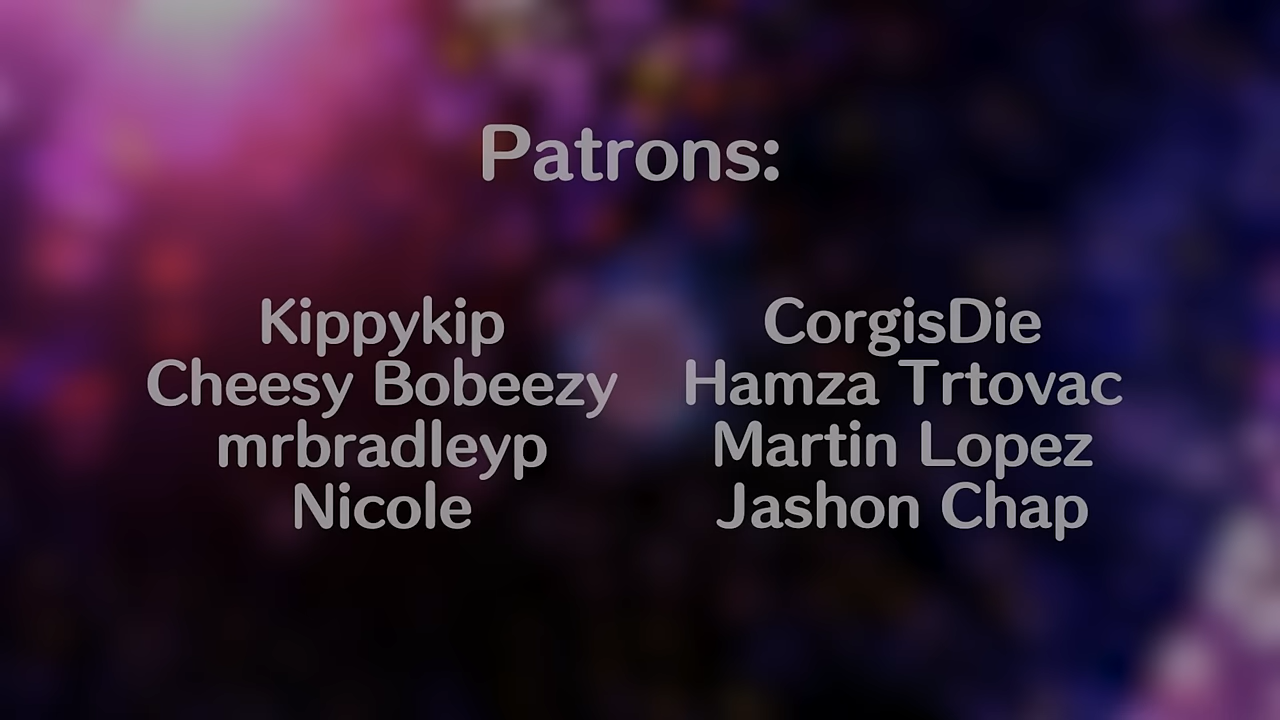 Patrons:
Kippykip
Cheesy Bobeezy
mrbradleyp
Nicole
CorgisDie
Hamza Trtovac
Martin Lopez
Jashon Chap